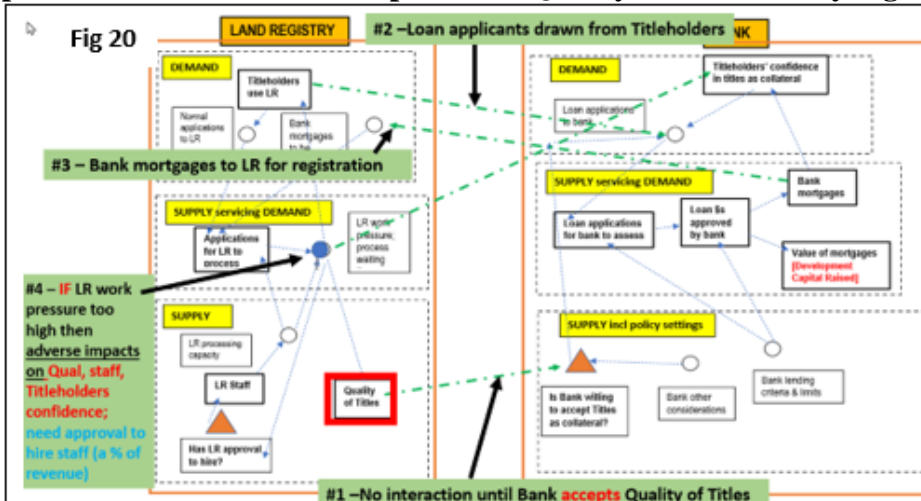 Fig 20
LAND REGISTRY
#2 –Loan applicants drawn from Titleholders
NK
DEMAND
Titleholders
use LR
Normal
applications
to LR
Bank
mortgages
to be
#3 – Bank mortgages to LR for registration
DEMAND
Titleholders' confidence
in titles as collateral
Loan applications
to bank
SUPPLY servicing DEMAND
Applications
for LR to
process
LR work
pressure;
process
waiting
SUPPLY servicing DEMAND
Bank
mortgages
Loan applications
for bank to assess
Loan $s
approved
by bank
Value of mortgages
[Development
Capital Raised]
#4 – IF LR work
pressure too
high then
adverse impacts
on Qual, staff,
Titleholders
confidence;
need approval to
hire staff (a % of
revenue)
SUPPLY
LR processing
capacity
LR Staff
Quality
of Titles
Has LR approval
to hire?
SUPPLY incl policy settings
Is Bank willing
to accept Titles
as collateral?
Bank other
considerations
Bank lending
criteria & limits
#1 –No interaction until Bank accepts Quality of Titles